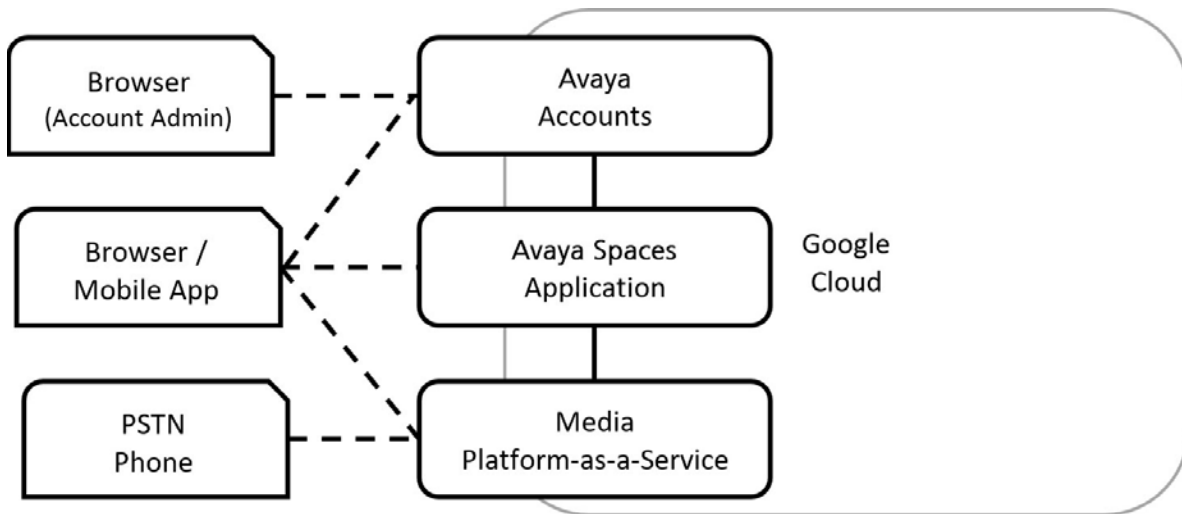 Browser
(Account Admin)
Avaya
Accounts
Browser /
Mobile App
Avaya Spaces
Application
Google
Cloud
PSTN
Phone
Media
Platform-as-a-Service